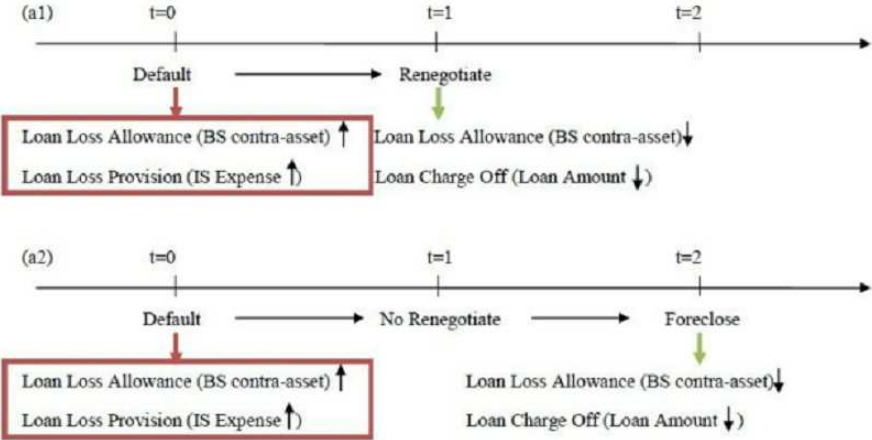 (a1) t=0 t=1 t=2
Default Renegotiate
Loan Loss Allowance (BS contra-asset) ↑ Loan Loss Allowance (BS contra-asset)↓
Loan Loss Provision (IS Expense ↑) Loan Charge Off (Loan Amount ↓)
(a2) t=0 t=1 t=2
Default No Renegotiate Foreclose
Loan Loss Allowance (BS contra-asset) ↑ Loan Loss Allowance (BS contra-asset)↓
Loan Loss Provision (IS Expense ↑) Loan Charge Off (Loan Amount ↓)